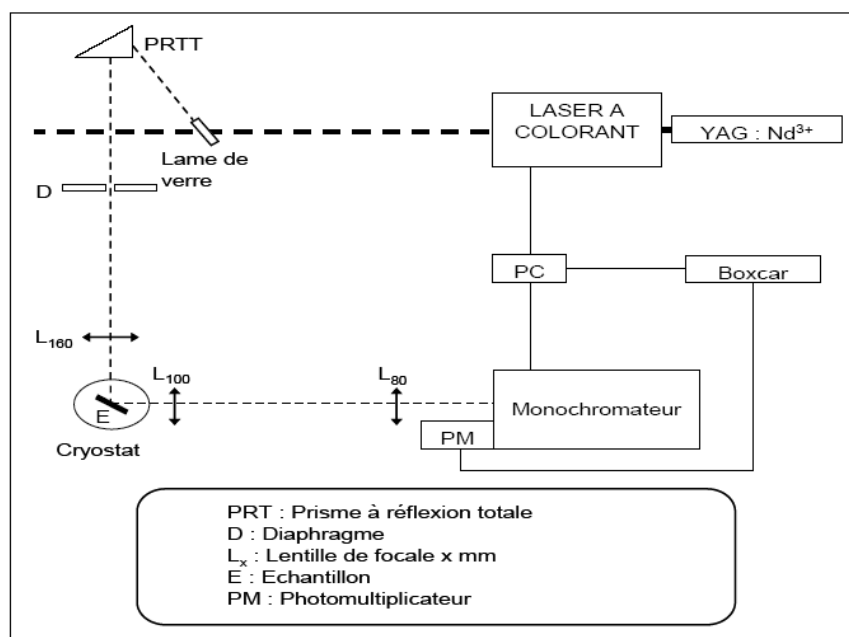 PRTT
LASER A
COLORANT
YAG : Nd³⁺
Lame de
verre
D
PC
Boxcar
L₁₆₀
L₁₀₀
L₈₀
E
Monochromateur
PM
Cryostat
PRT : Prisme à réflexion totale
D : Diaphragme
Lₓ : Lentille de focale x mm
E : Echantillon
PM : Photomultiplicateur